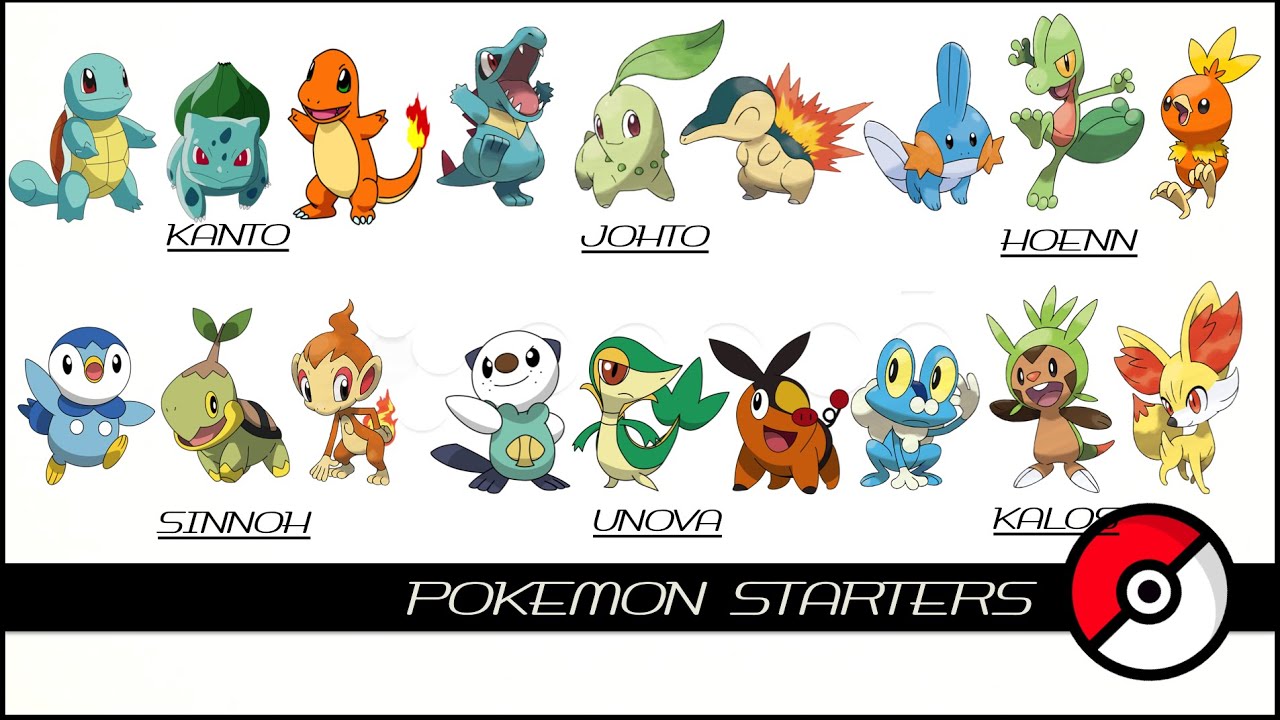 KANTO
JOHTO
HOENN
SINNOH
UNOVA
KALOS
POKEMON STARTERS